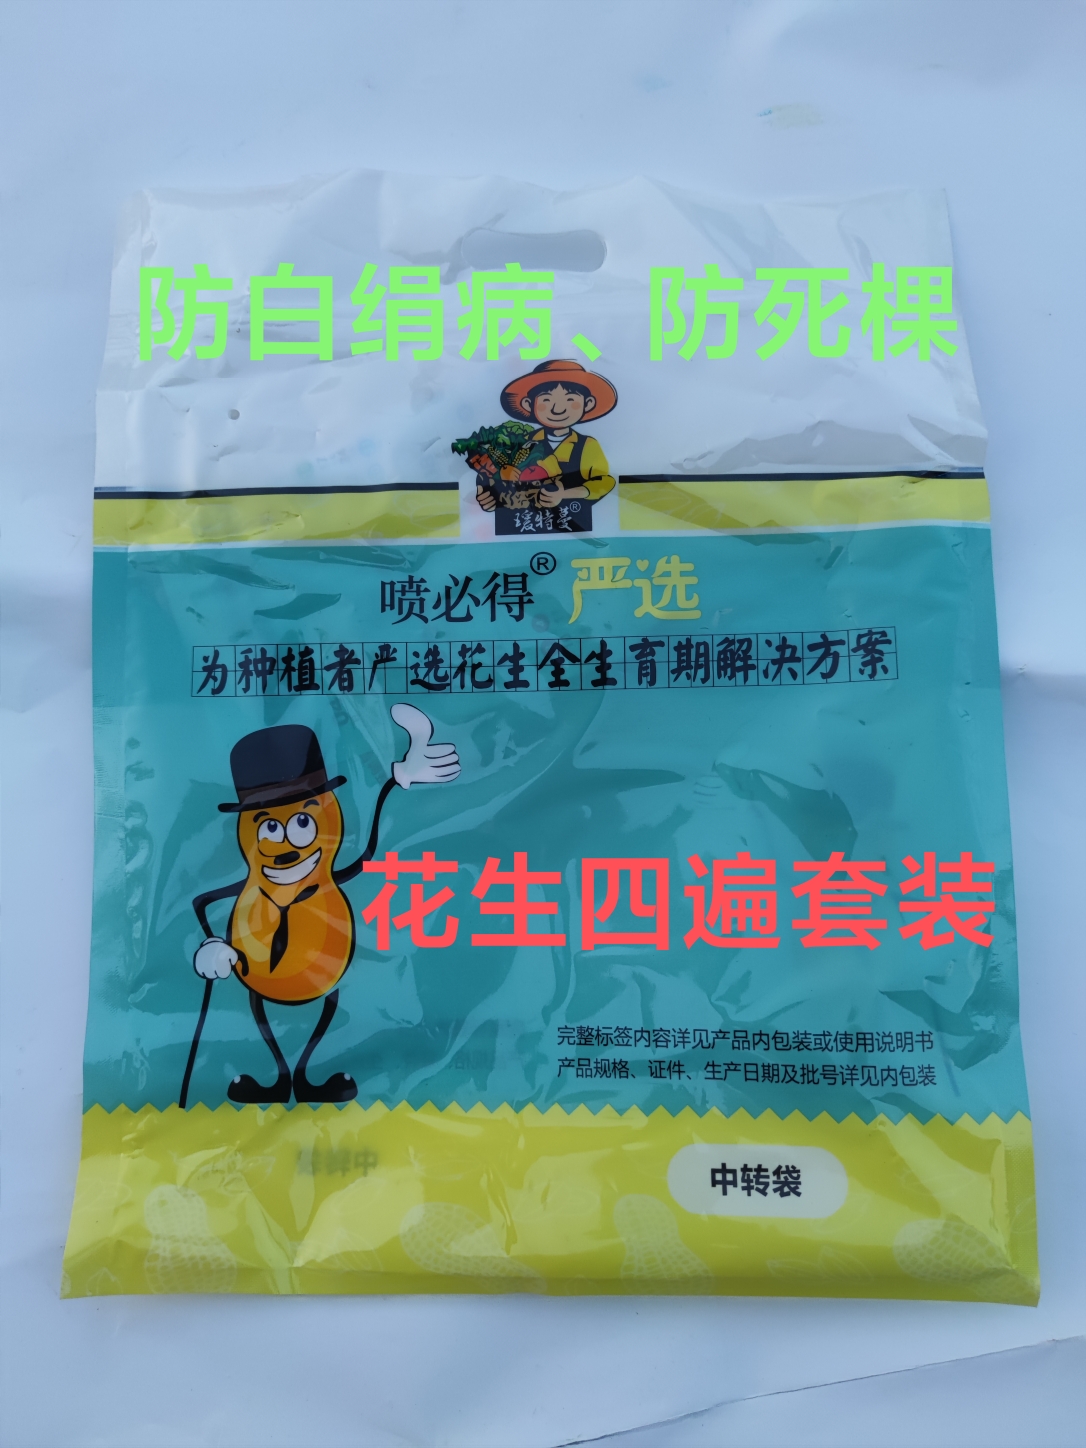 防白绢病、防死棵
瑷特蔓®
喷必得® 严选
为种植者严选花生全生育期解决方案
花生四遍套装
完整标签内容详见产品内包装或使用说明书
产品规格、证件、生产日期及批号详见内包装
中转袋